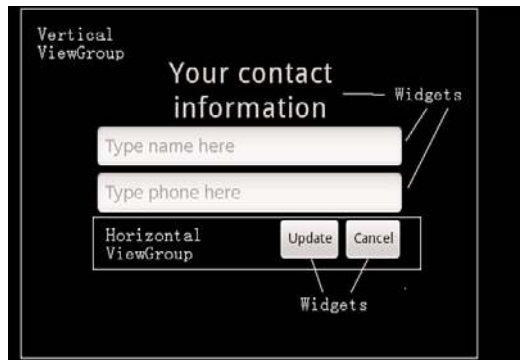 Vertical
ViewGroup
Your contact
information
Widgets
Type name here
Type phone here
Horizontal
ViewGroup
Update
Cancel
Widgets